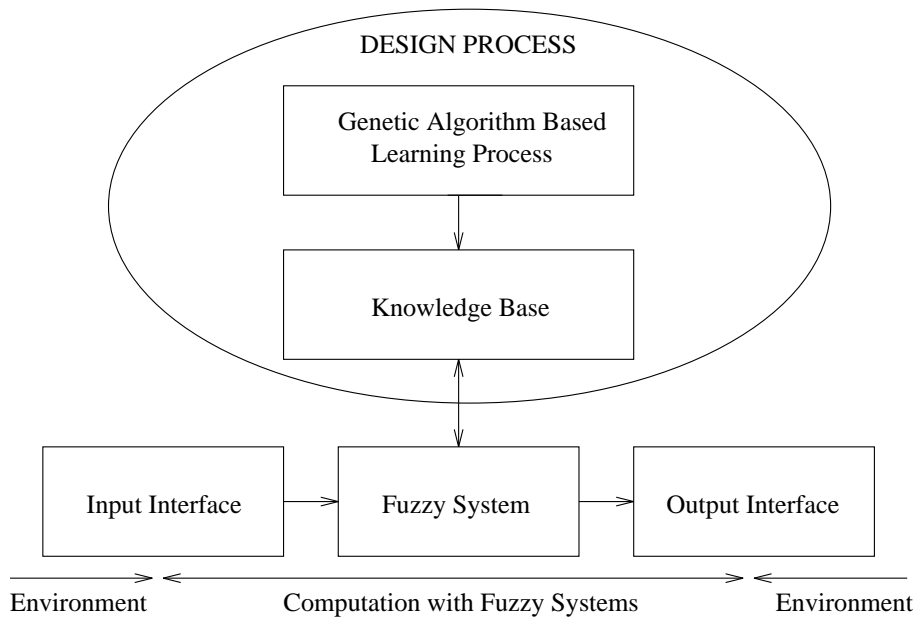 DESIGN PROCESS
Genetic Algorithm Based
Learning Process
Knowledge Base
Input Interface
Fuzzy System
Output Interface
Environment
Computation with Fuzzy Systems
Environment